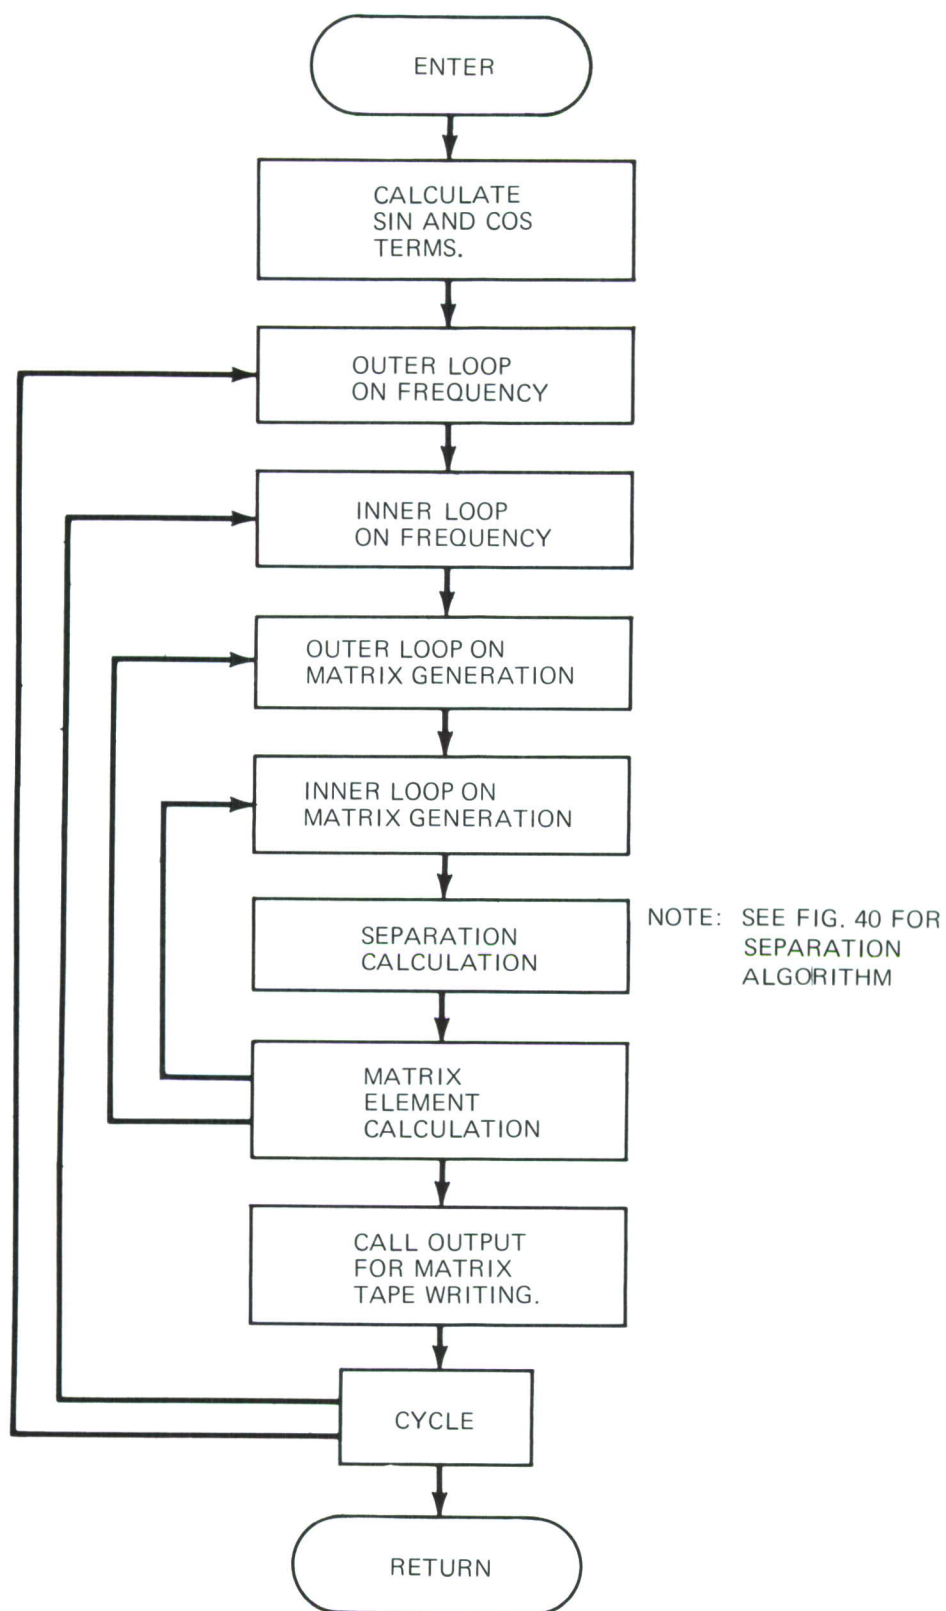 ENTER
CALCULATE
SIN AND COS
TERMS.
OUTER LOOP
ON FREQUENCY
INNER LOOP
ON FREQUENCY
OUTER LOOP ON
MATRIX GENERATION
INNER LOOP ON
MATRIX GENERATION
SEPARATION
CALCULATION
NOTE: SEE FIG. 40 FOR
SEPARATION
ALGORITHM
MATRIX
ELEMENT
CALCULATION
CALL OUTPUT
FOR MATRIX
TAPE WRITING.
CYCLE
RETURN